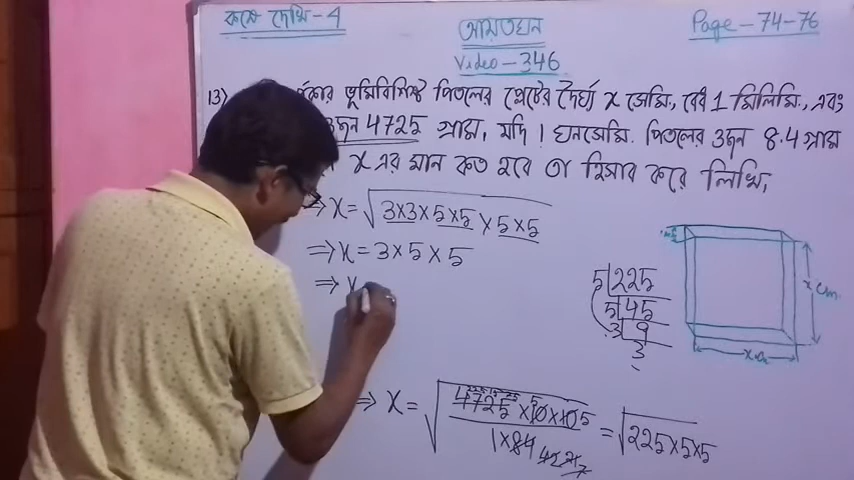 কষে দেখি - 4
আয়তঘন
Video - 346
Page - 74-76
13) ভূমিবিশিষ্ট পিতলের প্লেটের দৈর্ঘ্য x সেমি, বেধ 1 মিলিমি. এবং
ওজন 4725 গ্রাম, যদি 1 ঘনসেমি. পিতলের ওজন 8.4 গ্রাম
x এর মান কত হবে তা হিসাব করে লিখি,
⇒ x = √3×3×5×5×5×5
⇒ x = 3×5×5
⇒ x
5|225
5|45
3|9
3
x cm
⇒ x = √4725×10×10 / 1×84 = √225×5×5